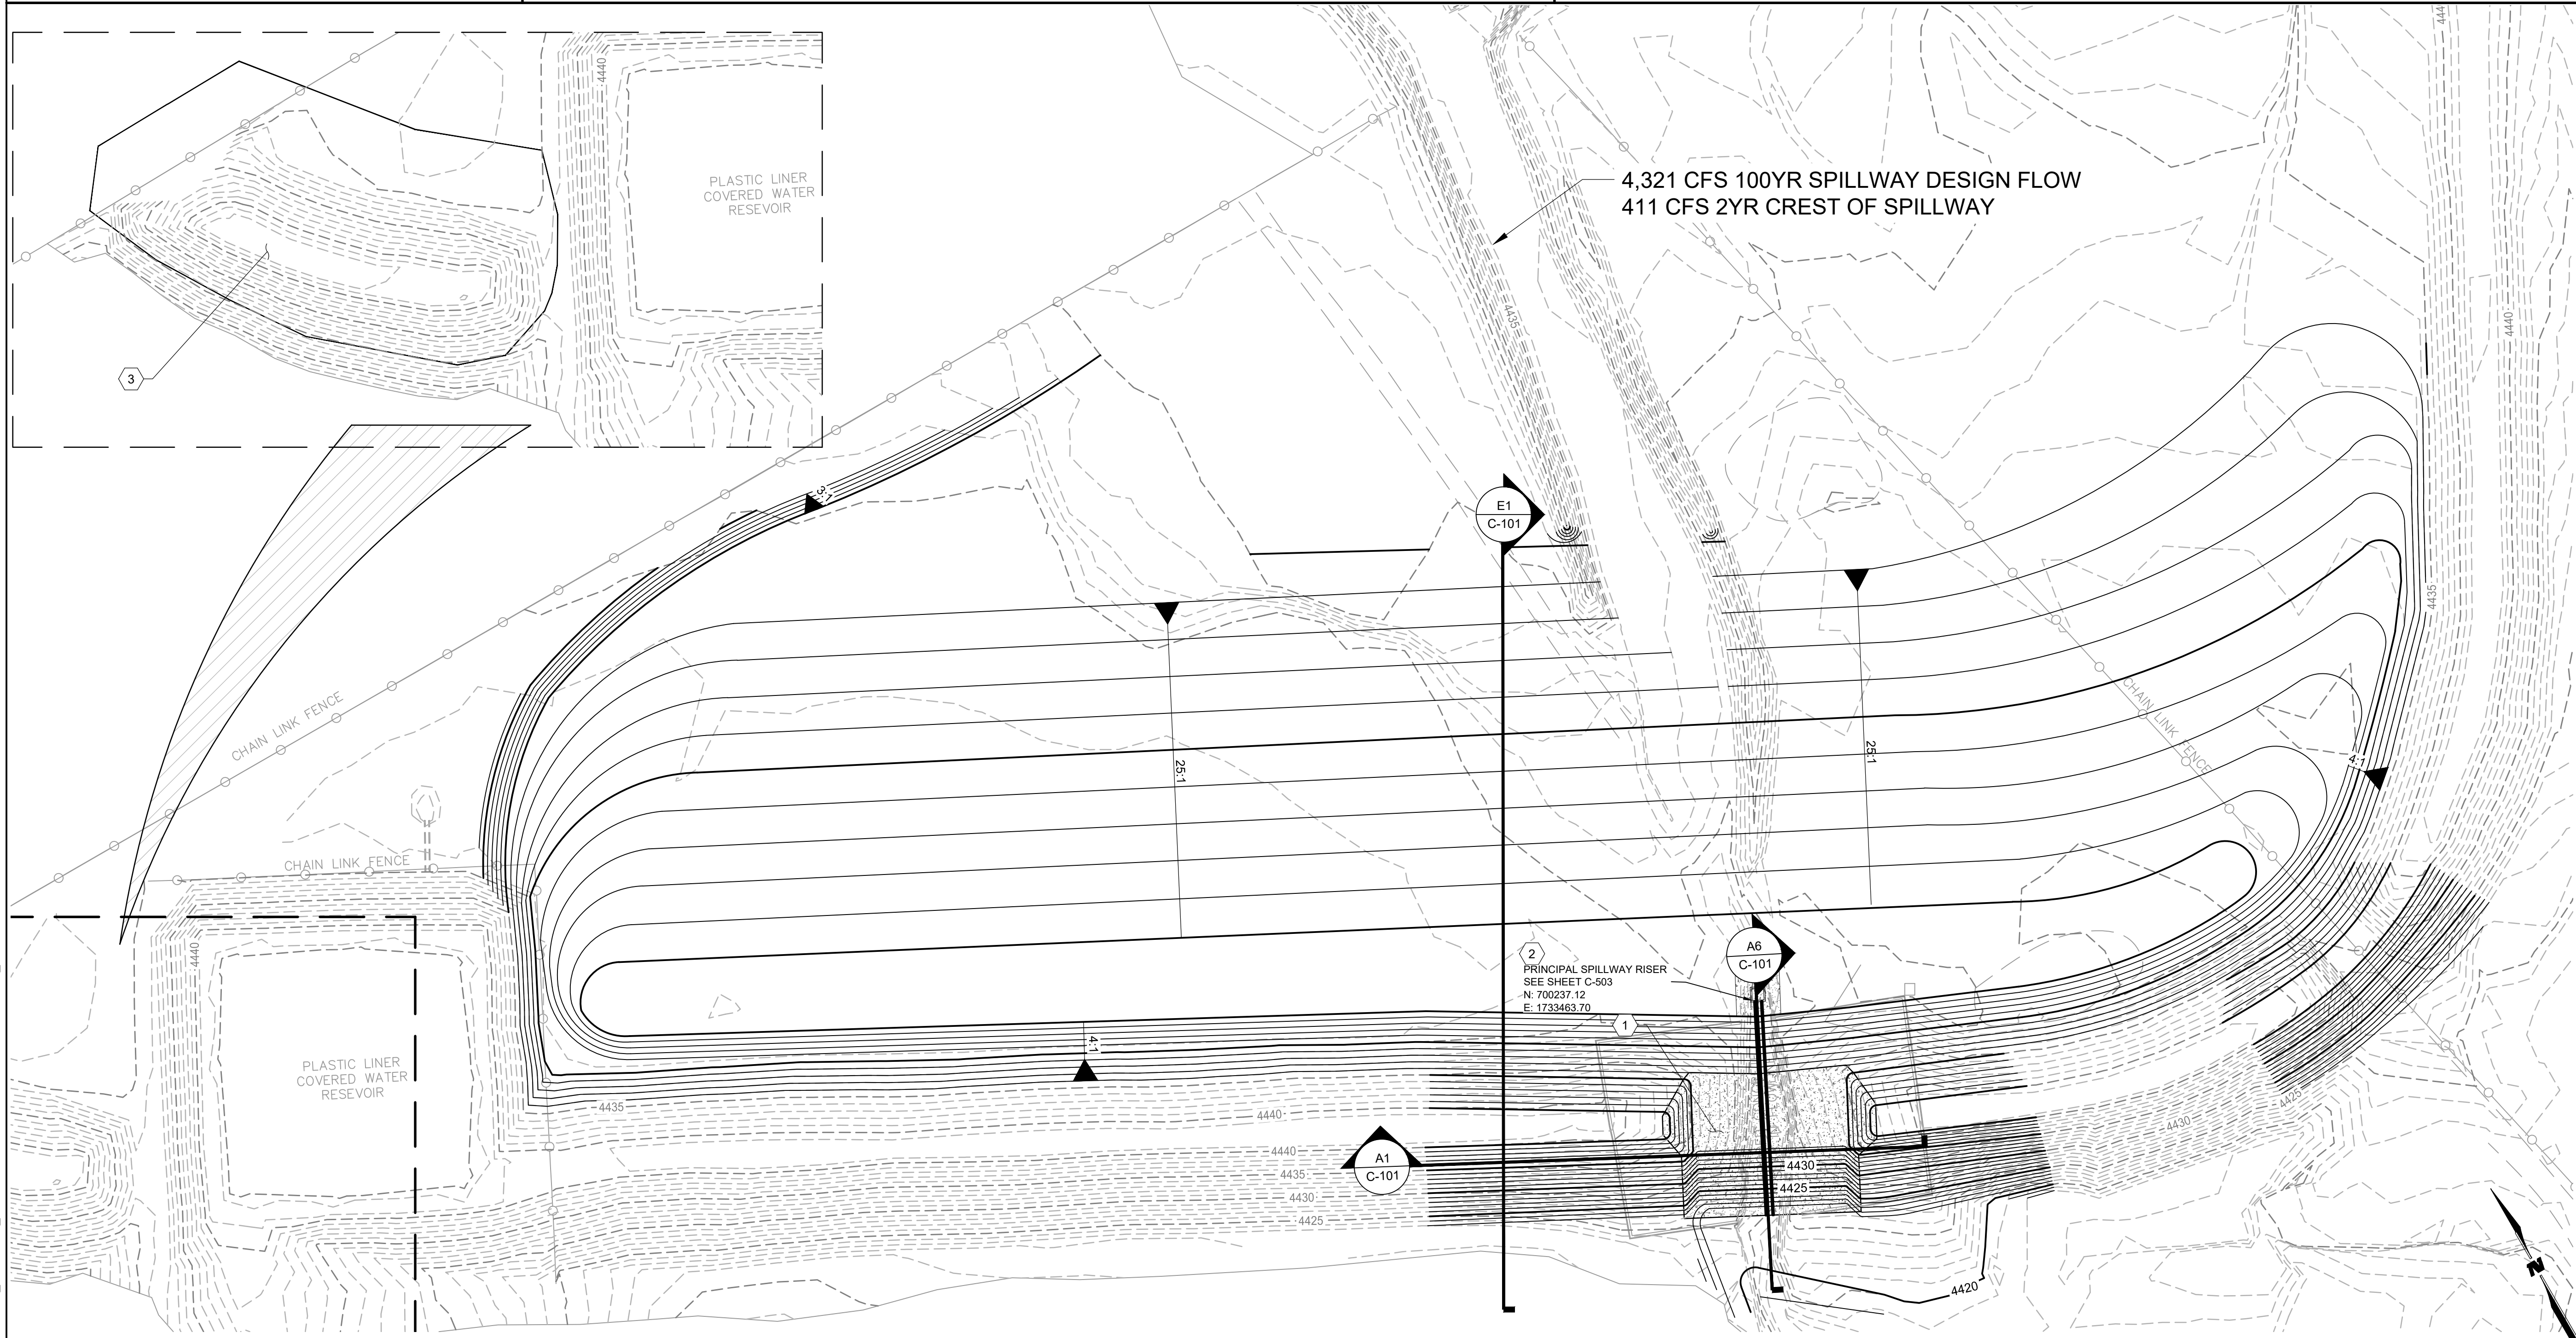 4440
PLASTIC LINER
COVERED WATER
RESEVOIR
3
4,321 CFS 100YR SPILLWAY DESIGN FLOW
411 CFS 2YR CREST OF SPILLWAY
4435
4440
4440
4435
3:1
E1
C-101
CHAIN LINK FENCE
CHAIN LINK FENCE
CHAIN LINK FENCE
25:1
25:1
4:1
4440
PLASTIC LINER
COVERED WATER
RESEVOIR
2
PRINCIPAL SPILLWAY RISER
SEE SHEET C-503
N: 700237.12
E: 1733463.70
A6
C-101
1
4:1
4435
4440
4440
4435
4430
4425
A1
C-101
4430
4425
4425
4430
4420
N